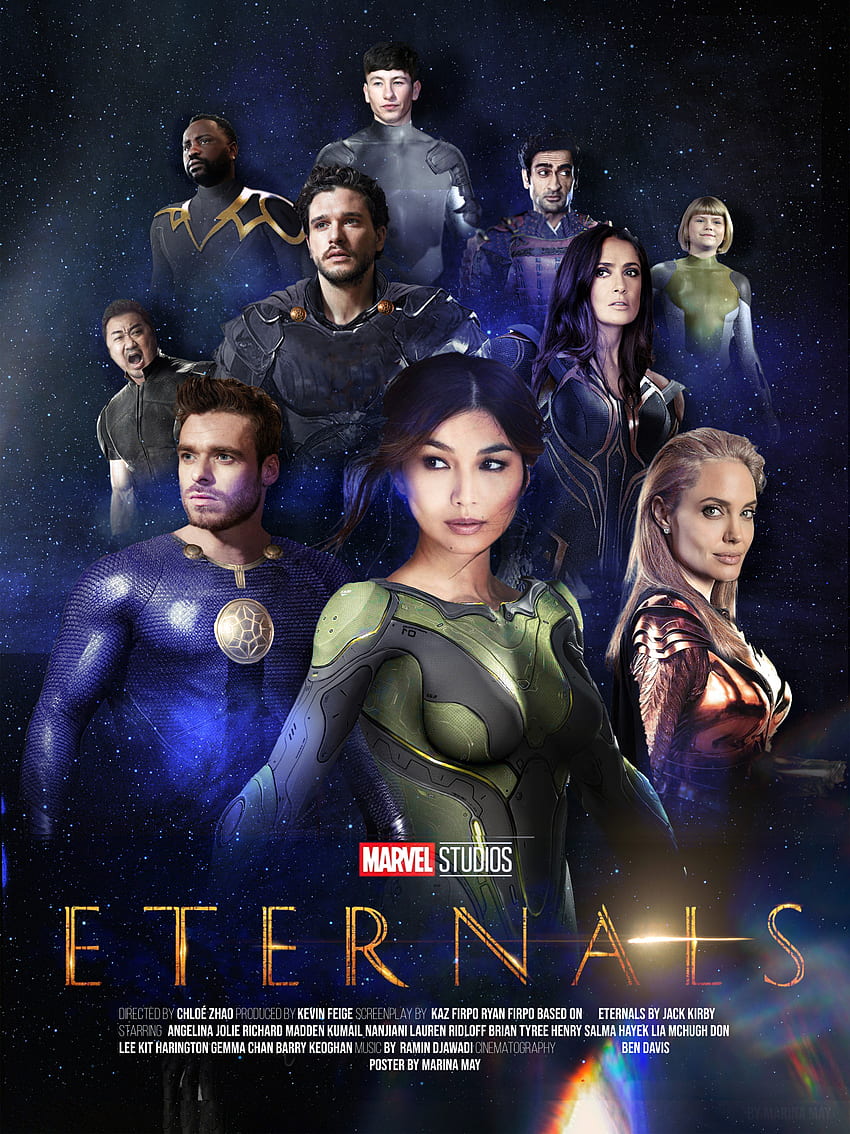 MARVEL STUDIOS
ETERNALS
DIRECTED BY CHLOÉ ZHAO PRODUCED BY KEVIN FEIGE SCREENPLAY BY KAZ FIRPO RYAN FIRPO BASED ON ETERNALS BY JACK KIRBY
STARRING ANGELINA JOLIE RICHARD MADDEN KUMAIL NANJIANI LAUREN RIDLOFF BRIAN TYREE HENRY SALMA HAYEK LIA MCHUGH DON
LEE KIT HARINGTON GEMMA CHAN BARRY KEOGHAN MUSIC BY RAMIN DJAWADI CINEMATOGRAPHY BEN DAVIS
POSTER BY MARINA MAY
BY MARINA MAY